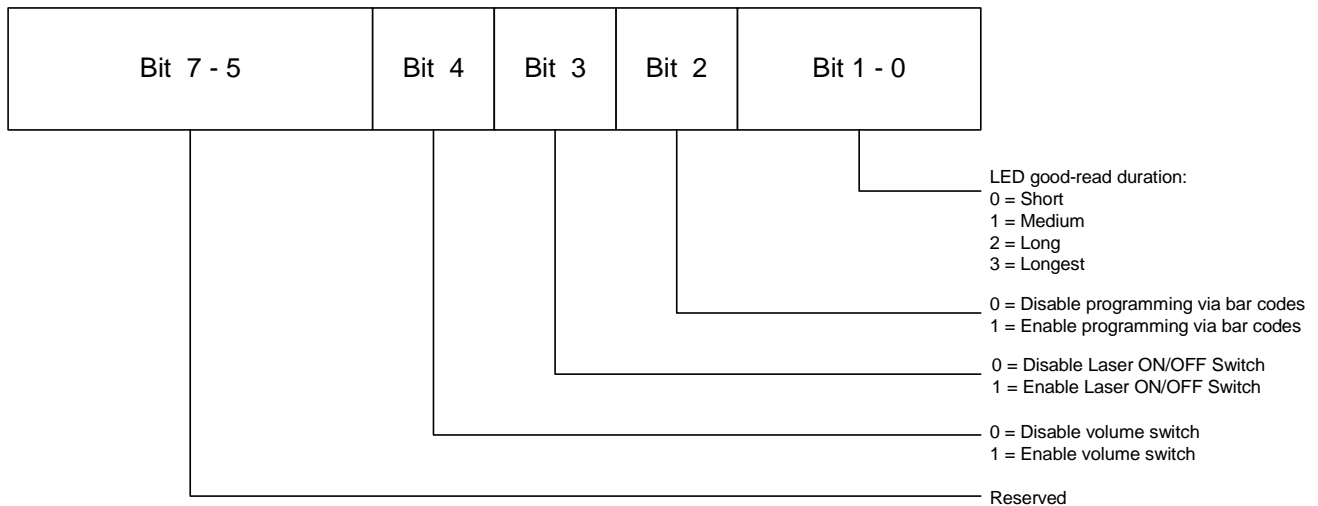 Bit 7 - 5
Bit 4
Bit 3
Bit 2
Bit 1 - 0
LED good-read duration:
0 = Short
1 = Medium
2 = Long
3 = Longest
0 = Disable programming via bar codes
1 = Enable programming via bar codes
0 = Disable Laser ON/OFF Switch
1 = Enable Laser ON/OFF Switch
0 = Disable volume switch
1 = Enable volume switch
Reserved